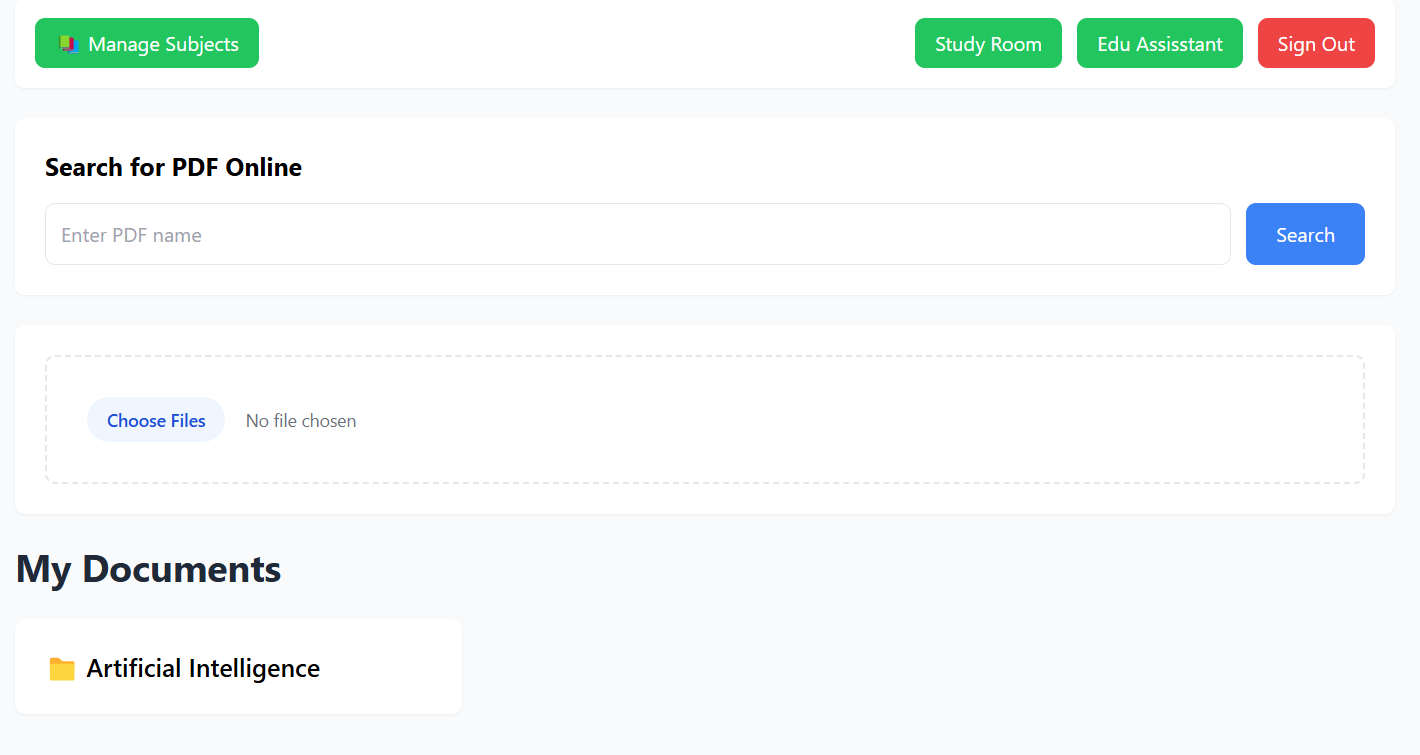 Manage Subjects
Study Room
Edu Assisstant
Sign Out
Search for PDF Online
Enter PDF name
Search
Choose Files
No file chosen
My Documents
Artificial Intelligence